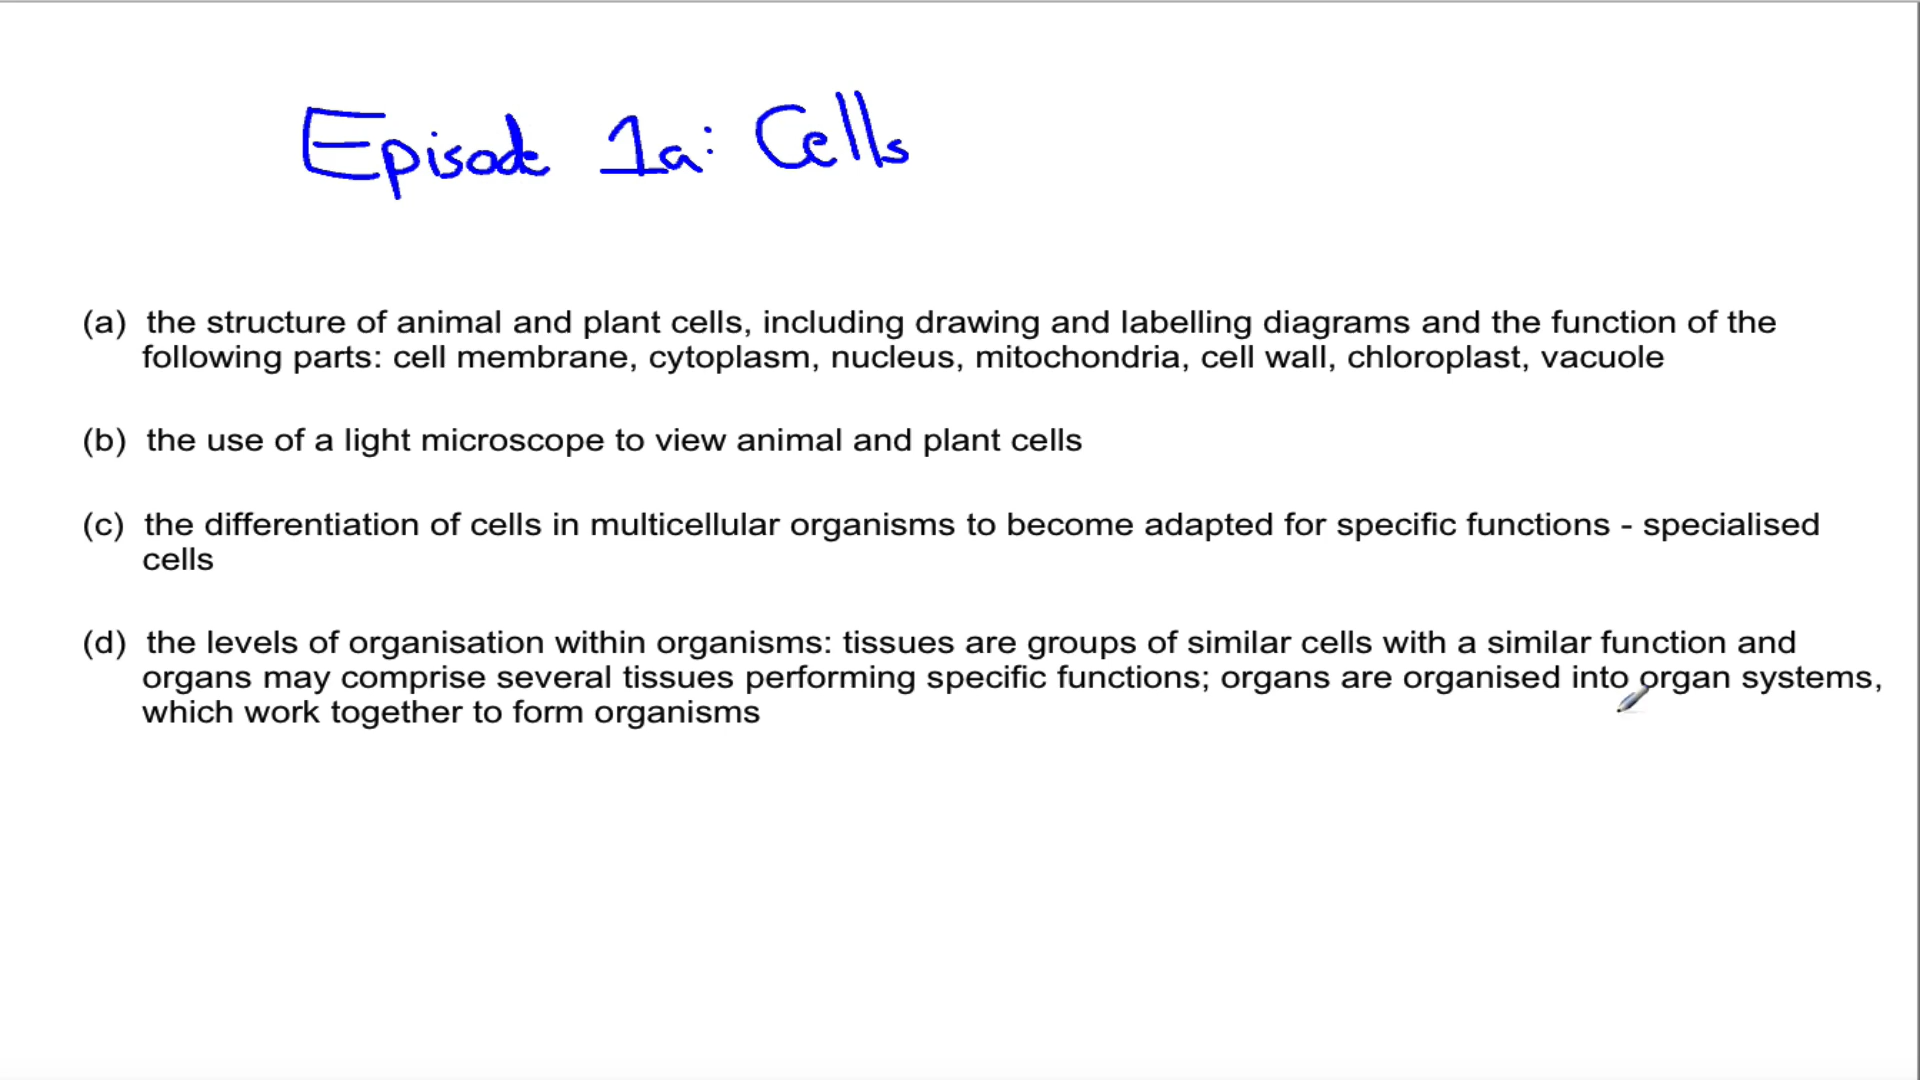 Episode 1a: Cells
(a) the structure of animal and plant cells, including drawing and labelling diagrams and the function of the
following parts: cell membrane, cytoplasm, nucleus, mitochondria, cell wall, chloroplast, vacuole
(b) the use of a light microscope to view animal and plant cells
(c) the differentiation of cells in multicellular organisms to become adapted for specific functions - specialised
cells
(d) the levels of organisation within organisms: tissues are groups of similar cells with a similar function and
organs may comprise several tissues performing specific functions; organs are organised into organ systems,
which work together to form organisms